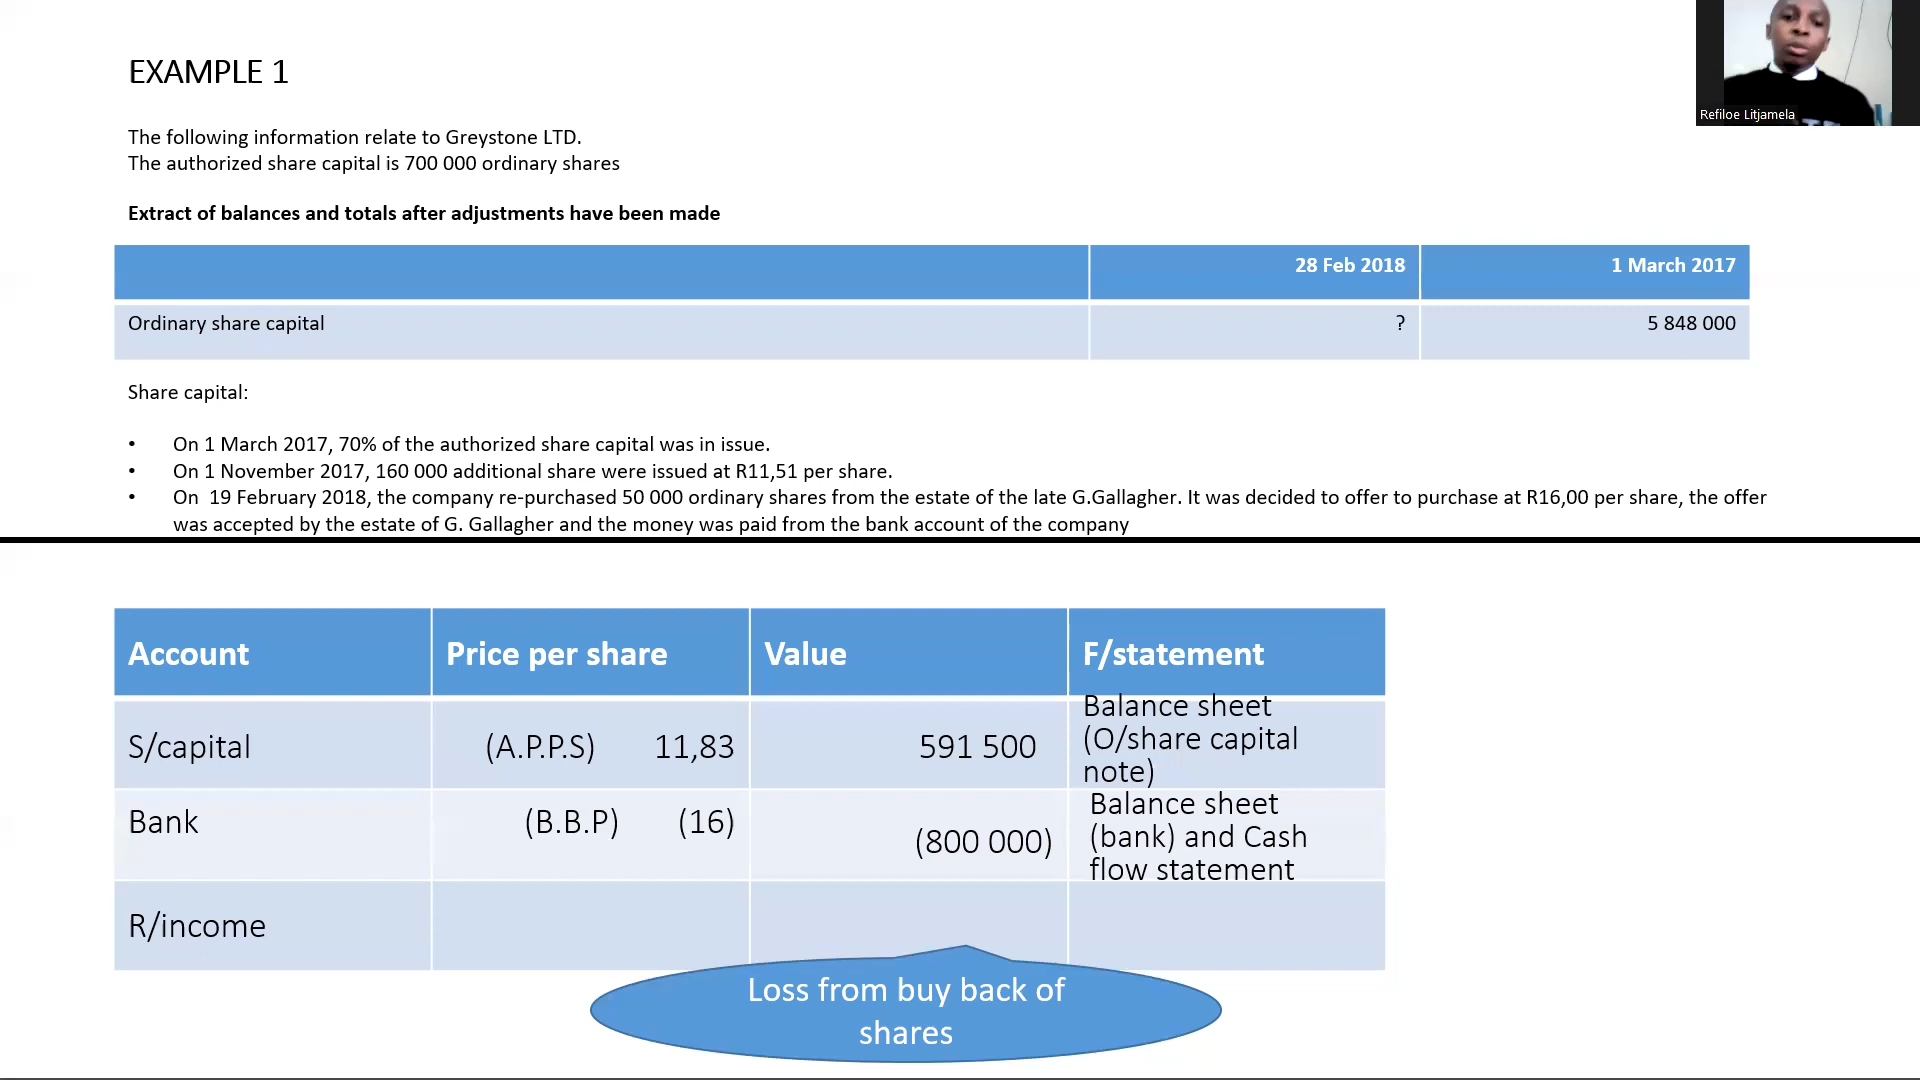 EXAMPLE 1
Refiloe Litjamela
The following information relate to Greystone LTD.
The authorized share capital is 700 000 ordinary shares
Extract of balances and totals after adjustments have been made
28 Feb 2018 1 March 2017
Ordinary share capital ? 5 848 000
Share capital:
• On 1 March 2017, 70% of the authorized share capital was in issue.
• On 1 November 2017, 160 000 additional share were issued at R11,51 per share.
• On 19 February 2018, the company re-purchased 50 000 ordinary shares from the estate of the late G.Gallagher. It was decided to offer to purchase at R16,00 per share, the offer
was accepted by the estate of G. Gallagher and the money was paid from the bank account of the company
Account Price per share Value F/statement
S/capital (A.P.P.S) 11,83 591 500 Balance sheet
(O/share capital
note)
Bank (B.B.P) (16) (800 000) Balance sheet
(bank) and Cash
flow statement
R/income
Loss from buy back of
shares